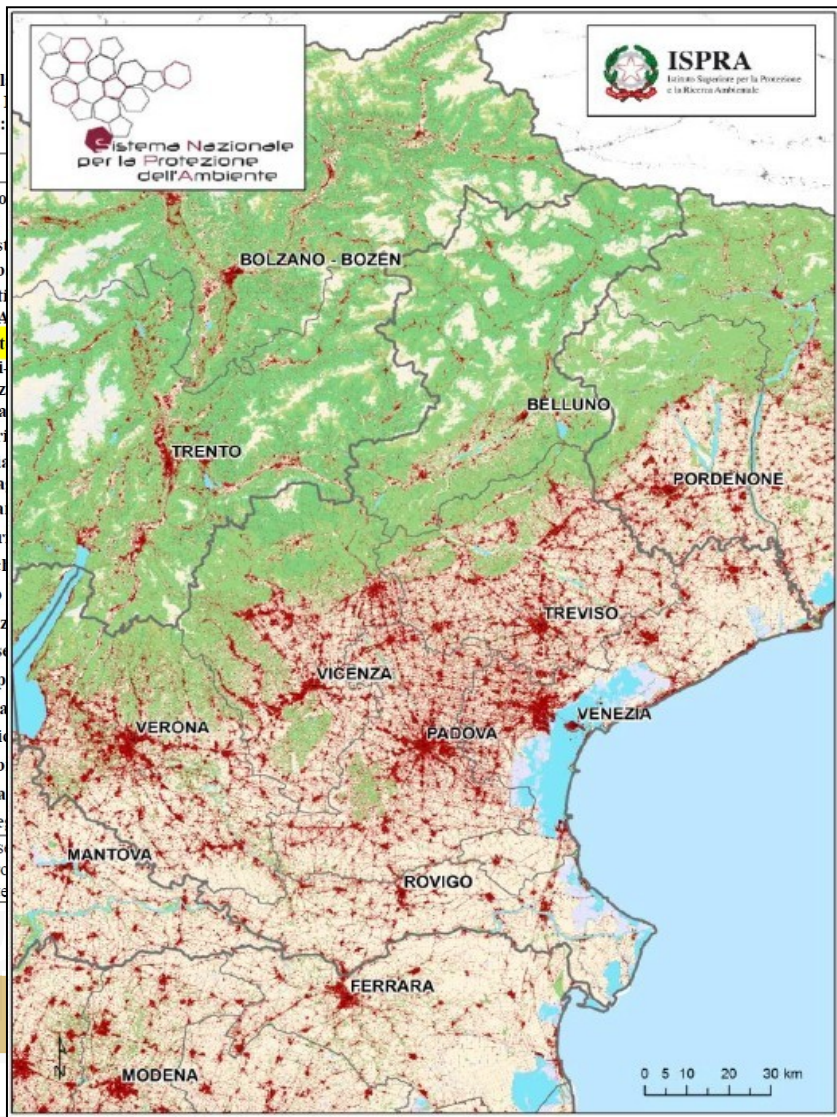 Sistema Nazionale
per la Protezione
dell'Ambiente
ISPRA
Istituto Superiore per la Protezione
e la Ricerca Ambientale
BOLZANO - BOZEN
BELLUNO
TRENTO
PORDENONE
TREVISO
VICENZA
VENEZIA
VERONA
PADOVA
MANTOVA
ROVIGO
FERRARA
MODENA
N
0 5 10 20 30 km